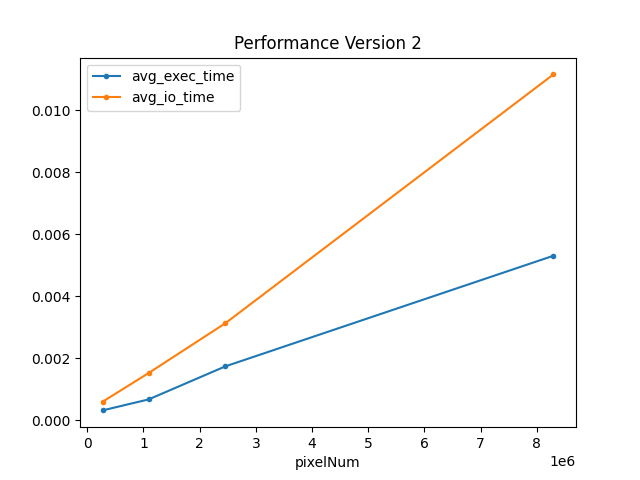 Performance Version 2
avg_exec_time
avg_io_time
0.010
0.008
0.006
0.004
0.002
0.000
0 1 2 3 4 5 6 7 8
1e6
pixelNum